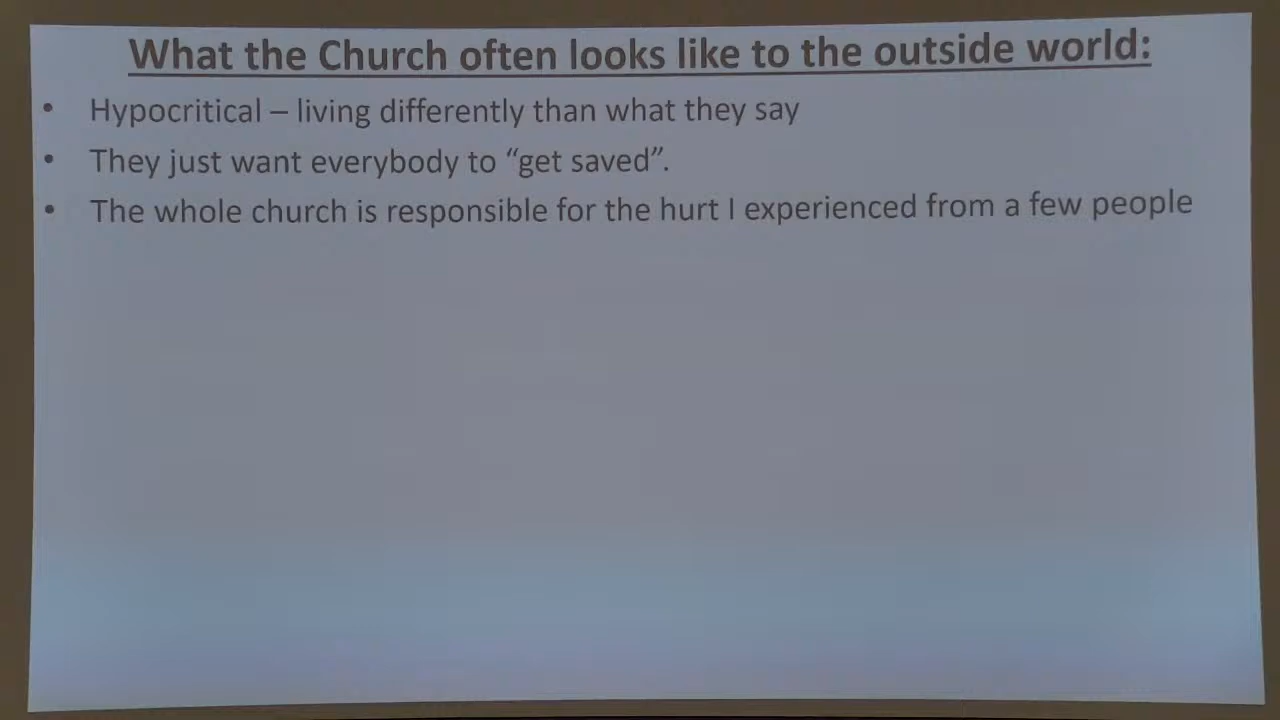 What the Church often looks like to the outside world:
• Hypocritical – living differently than what they say
• They just want everybody to “get saved”.
• The whole church is responsible for the hurt I experienced from a few people